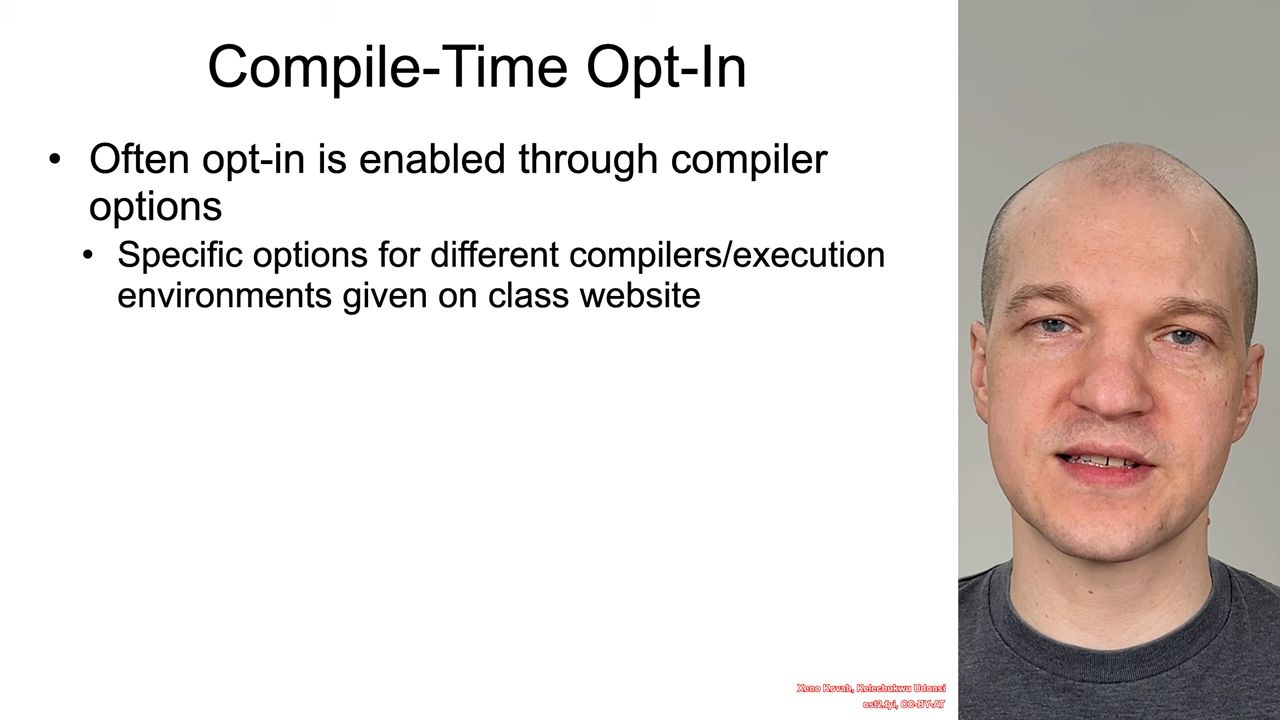 Compile-Time Opt-In
• Often opt-in is enabled through compiler
options
• Specific options for different compilers/execution
environments given on class website
Xeno Kovah, Kelechukwu Udonsi
ost2.fyi, CC-BY-AT